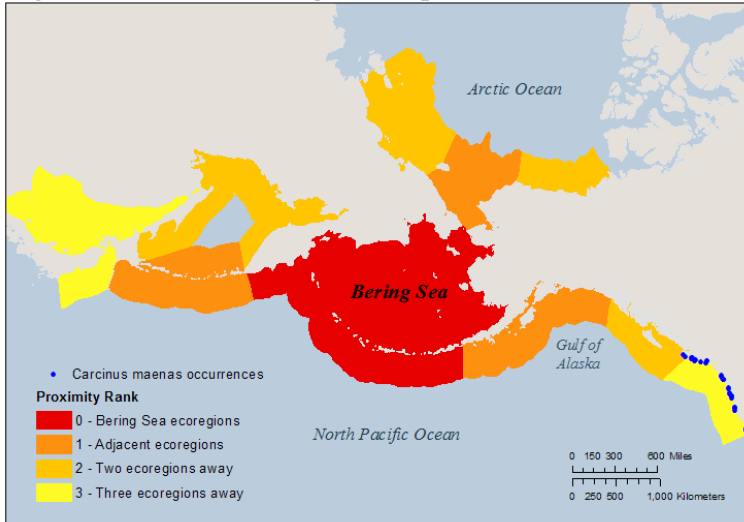 Arctic Ocean
Bering Sea
Gulf of
Alaska
North Pacific Ocean
Carcinus maenas occurrences
Proximity Rank
0 - Bering Sea ecoregions
1 - Adjacent ecoregions
2 - Two ecoregions away
3 - Three ecoregions away
0 150 300 600 Miles
0 250 500 1,000 Kilometers